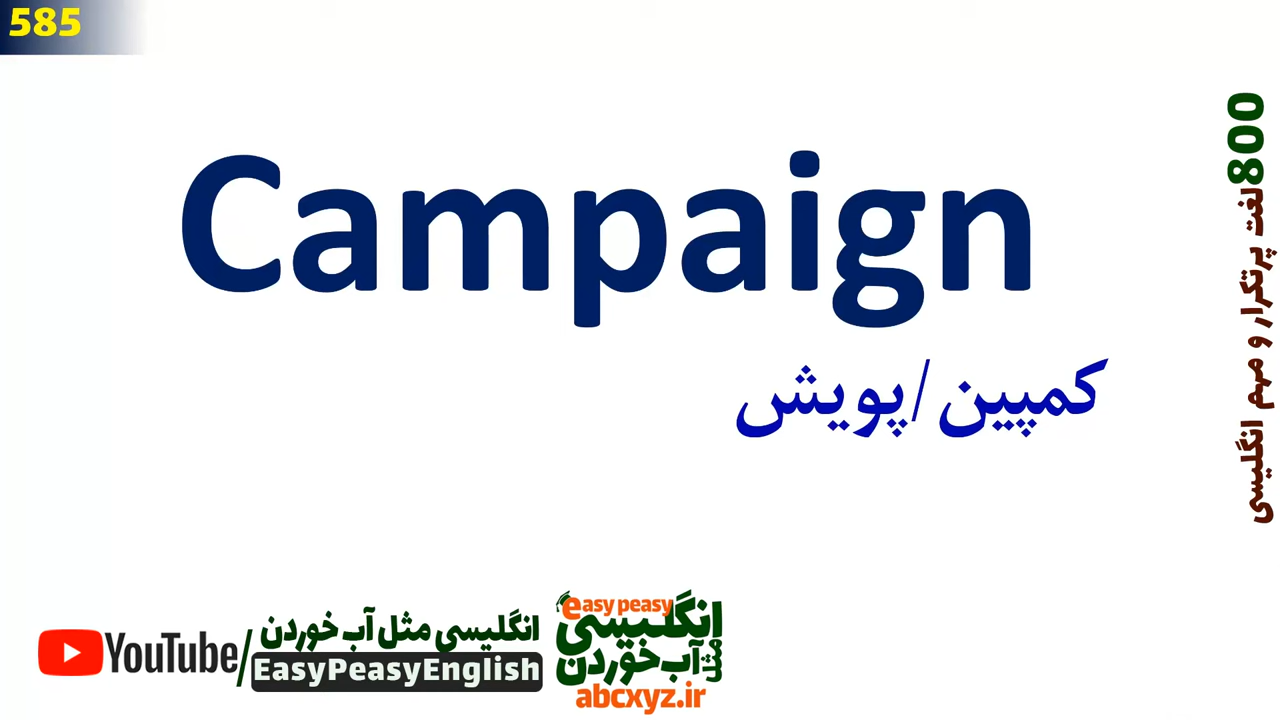 585
Campaign
کمپین/پویش
800 لغت پرتکرار و مهم انگلیسی
YouTube/
انگلیسی مثل آب خوردن
EasyPeasyEnglish
easy peasy
انگلیسی
مثل
آب خوردن
abcxyz.ir